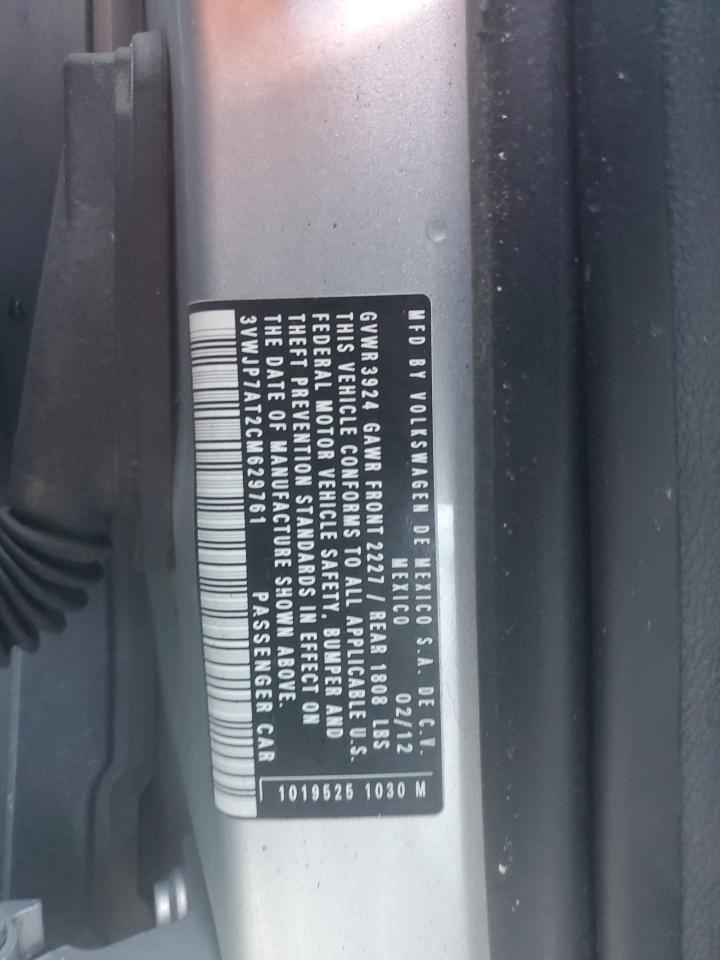 MFD BY VOLKSWAGEN DE MEXICO S.A. DE C.V.
MEXICO 02/12
GVWR 3924 GAWR FRONT 2227 / REAR 1808 LBS
THIS VEHICLE CONFORMS TO ALL APPLICABLE U.S.
FEDERAL MOTOR VEHICLE SAFETY, BUMPER AND
THEFT PREVENTION STANDARDS IN EFFECT ON
THE DATE OF MANUFACTURE SHOWN ABOVE.
3VWJP7AT2CM629761 PASSENGER CAR
1019525 1030 M